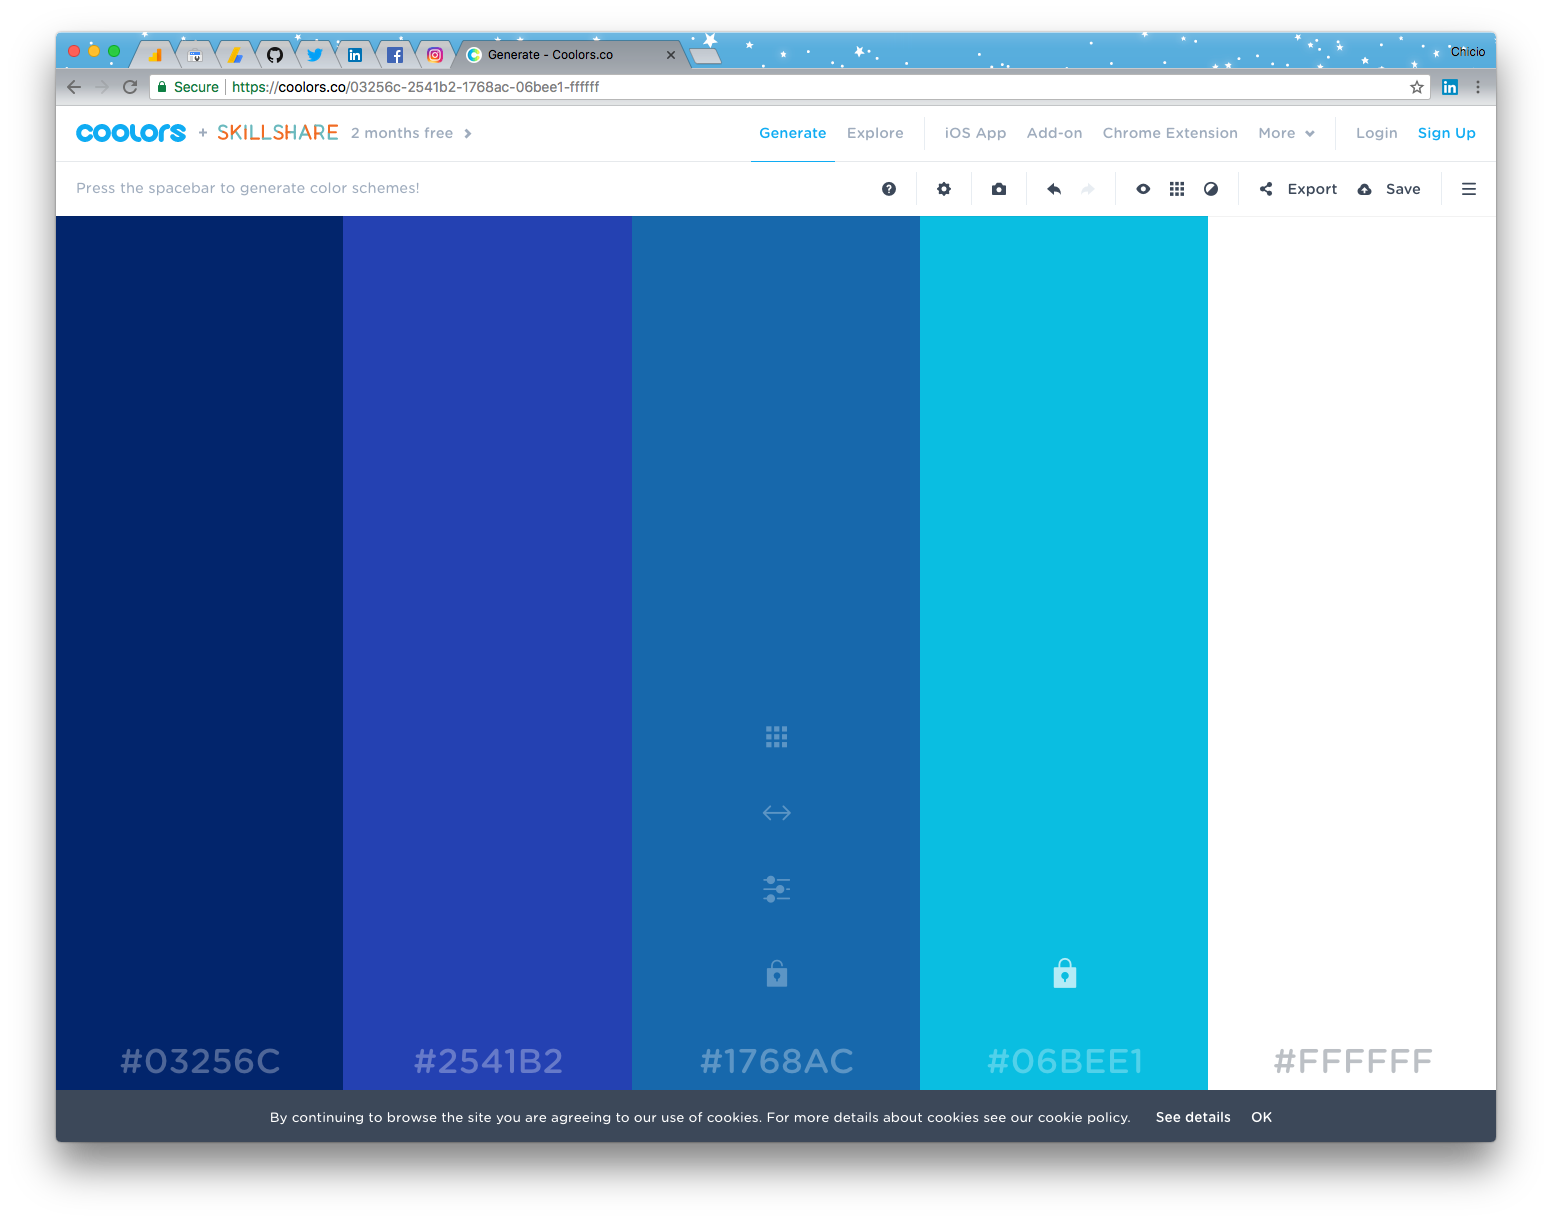 Generate - Coolors.co
Chicio
Secure https://coolors.co/03256c-2541b2-1768ac-06bee1-ffffff
coolors + SKILLSHARE 2 months free
Generate Explore iOS App Add-on Chrome Extension More Login Sign Up
Press the spacebar to generate color schemes!
Export Save
#03256C #2541B2 #1768AC #06BEE1 #FFFFFF
By continuing to browse the site you are agreeing to our use of cookies. For more details about cookies see our cookie policy. See details OK